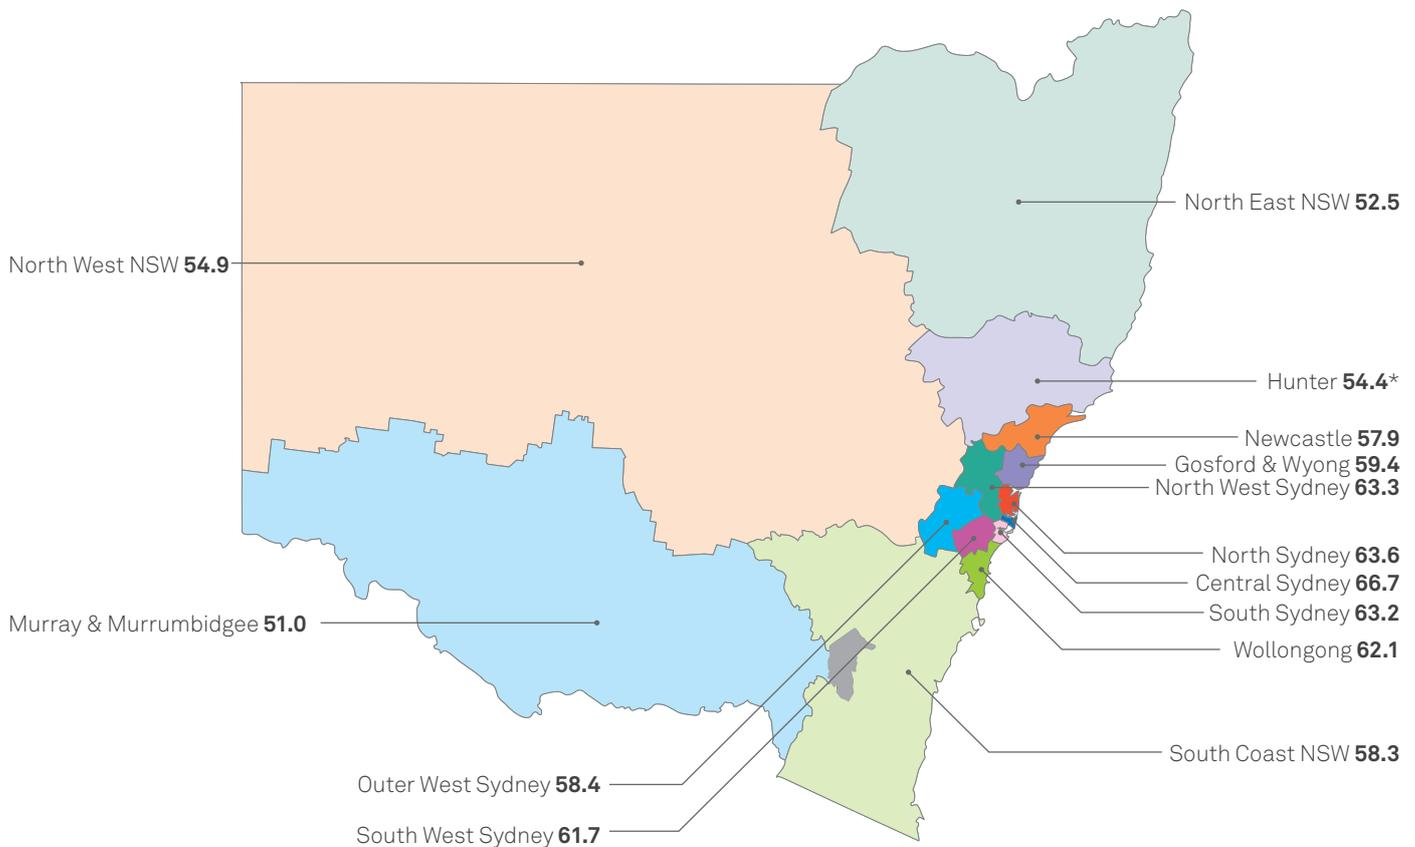 North East NSW 52.5
North West NSW 54.9
Hunter 54.4*
Newcastle 57.9
Gosford & Wyong 59.4
North West Sydney 63.3
North Sydney 63.6
Central Sydney 66.7
South Sydney 63.2
Murray & Murrumbidgee 51.0
Wollongong 62.1
South Coast NSW 58.3
Outer West Sydney 58.4
South West Sydney 61.7